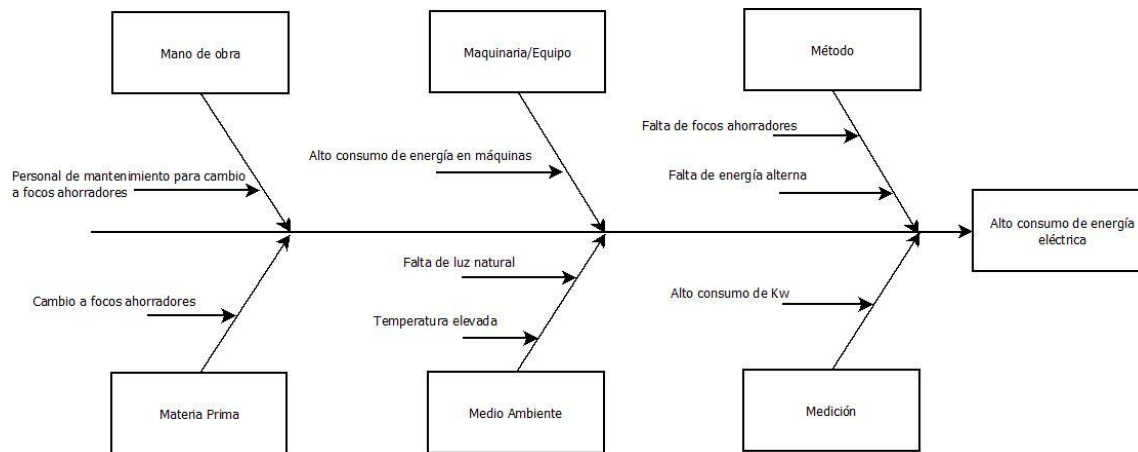 Mano de obra
Maquinaria/Equipo
Método
Falta de focos ahorradores
Alto consumo de energía en máquinas
Personal de mantenimiento para cambio
a focos ahorradores
Falta de energía alterna
Alto consumo de energía
eléctrica
Falta de luz natural
Cambio a focos ahorradores
Alto consumo de Kw
Temperatura elevada
Materia Prima
Medio Ambiente
Medición